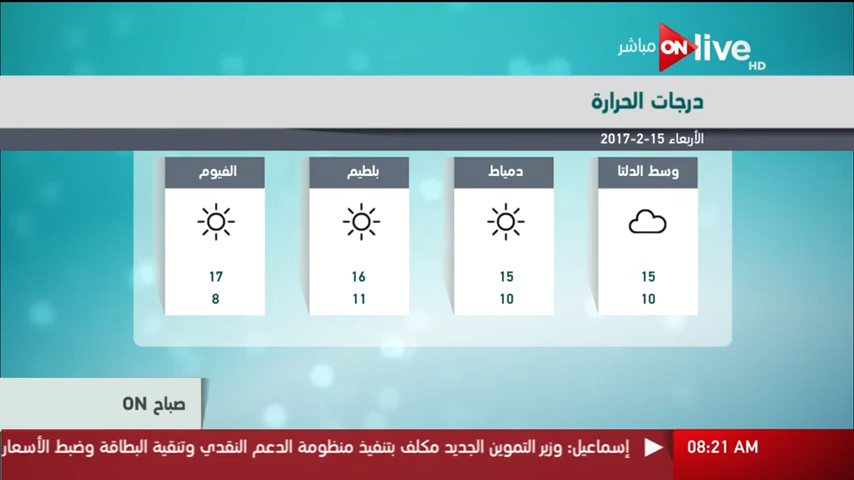 مباشر ON live
HD
درجات الحرارة
الأربعاء 15-2-2017
وسط الدلتا
15
10
دمياط
15
10
بلطيم
16
11
الفيوم
17
8
صباح ON
إسماعيل: وزير التموين الجديد مكلف بتنفيذ منظومة الدعم النقدي وتنقية البطاقة وضبط الأسعار
08:21 AM